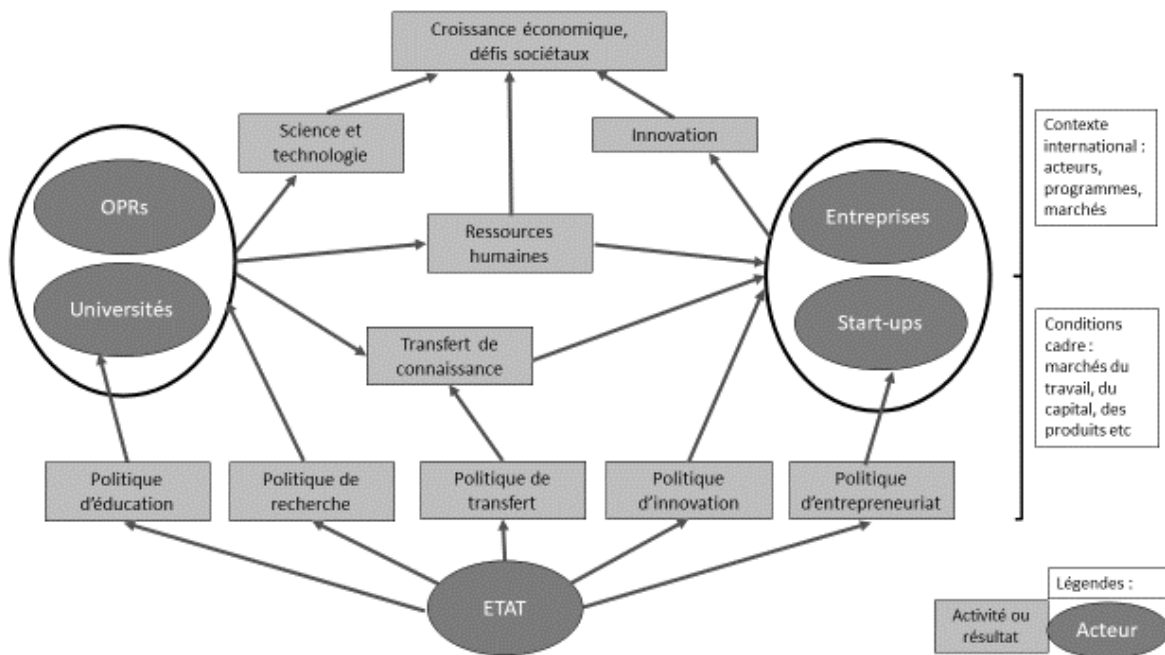 Croissance économique,
défis sociétaux
Science et
technologie
Innovation
Contexte
international :
acteurs,
programmes,
marchés
OPRs
Universités
Ressources
humaines
Entreprises
Start-ups
Transfert de
connaissance
Conditions
cadre :
marchés du
travail, du
capital, des
produits etc
Politique
d'éducation
Politique de
recherche
Politique de
transfert
Politique
d'innovation
Politique
d'entrepreneuriat
ETAT
Légendes :
Activité ou
résultat
Acteur